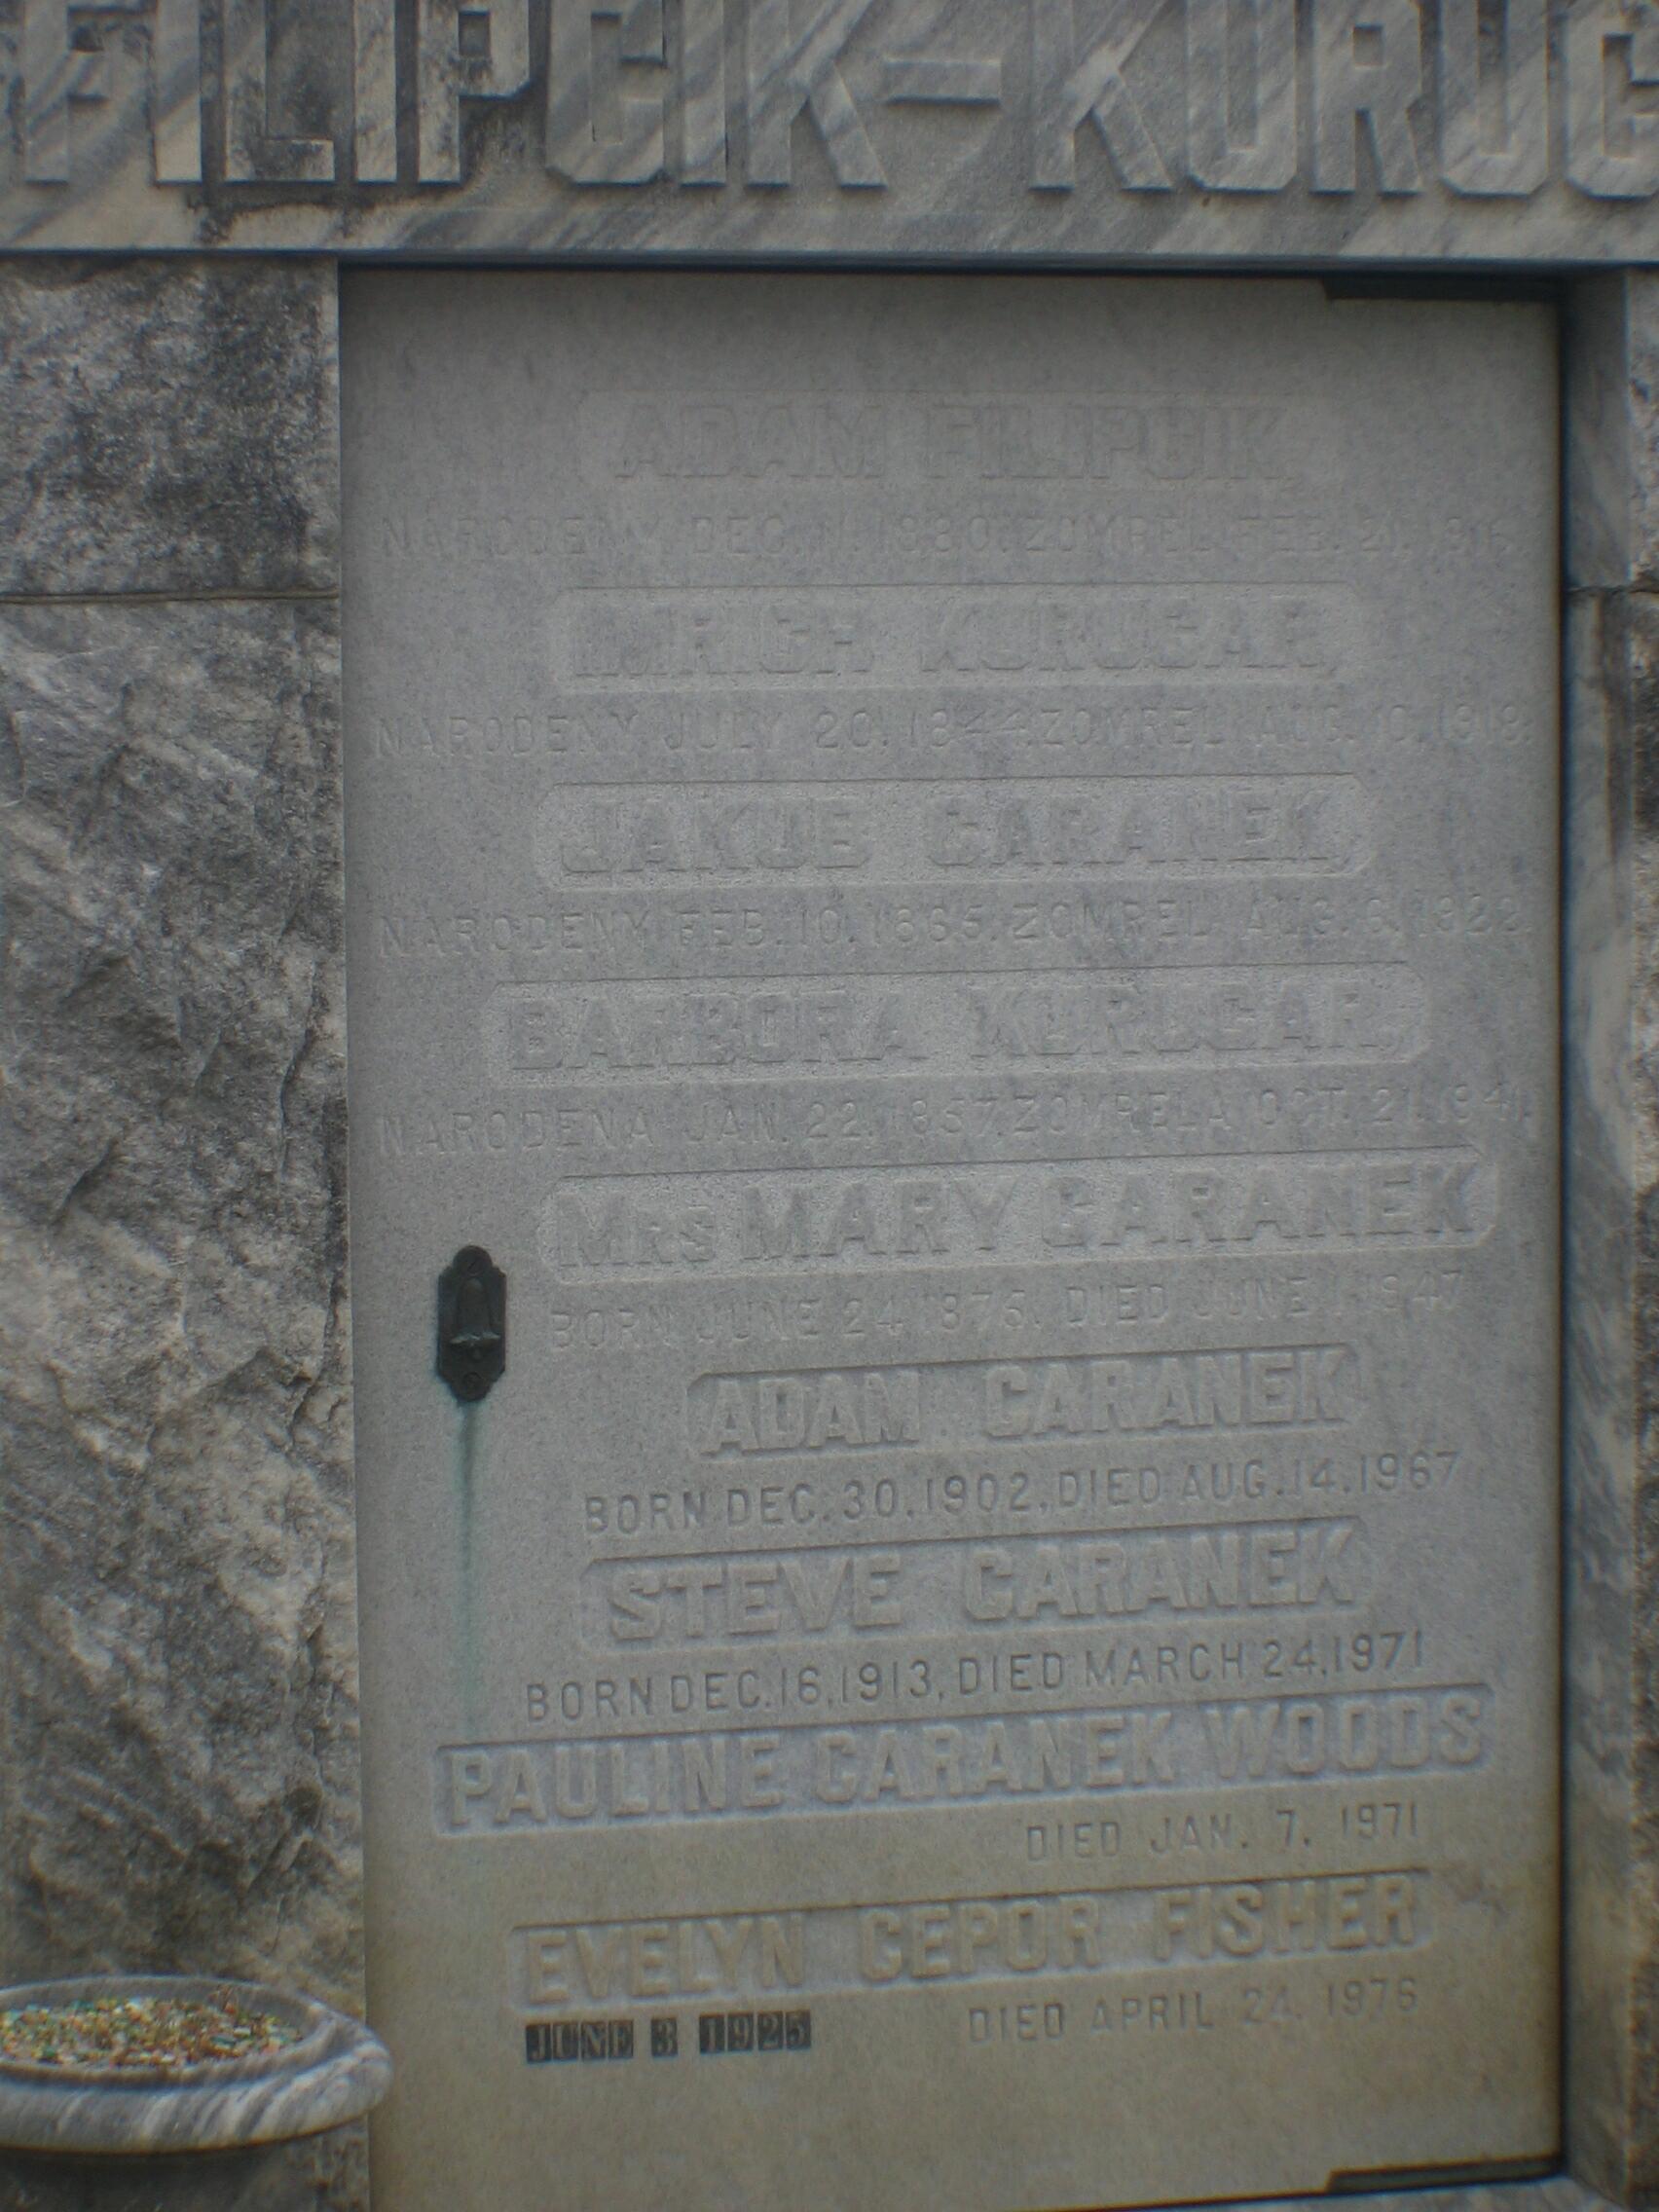 FILIPCIK-KURUC
ADAM FILIPCIK,
NARODENY DEC. 11. 1880. ZOMREL FEB. 21. 1916.
IMRICH KURUCAR,
NARODENY JULY 20, 1844. ZOMREL AUG. 10, 1918.
JAKUB CARANEK,
NARODENY FEB. 10, 1865. ZOMREL AUG. 1922.
BARBORA KURUCAR,
NARODENA JAN. 22, 1857. ZOMRELA OCT. 21. 1941.
MRS MARY CARANEK
BORN JUNE 24, 1875. DIED JUNE 1. 1947
ADAM CARANEK
BORN DEC. 30, 1902, DIED AUG. 14, 1967
STEVE CARANEK
BORN DEC. 16, 1913, DIED MARCH 24, 1971
PAULINE CARANEK WOODS
DIED JAN. 7, 1971
EVELYN CEPOR FISHER
JUNE 3 1925 DIED APRIL 24, 1976